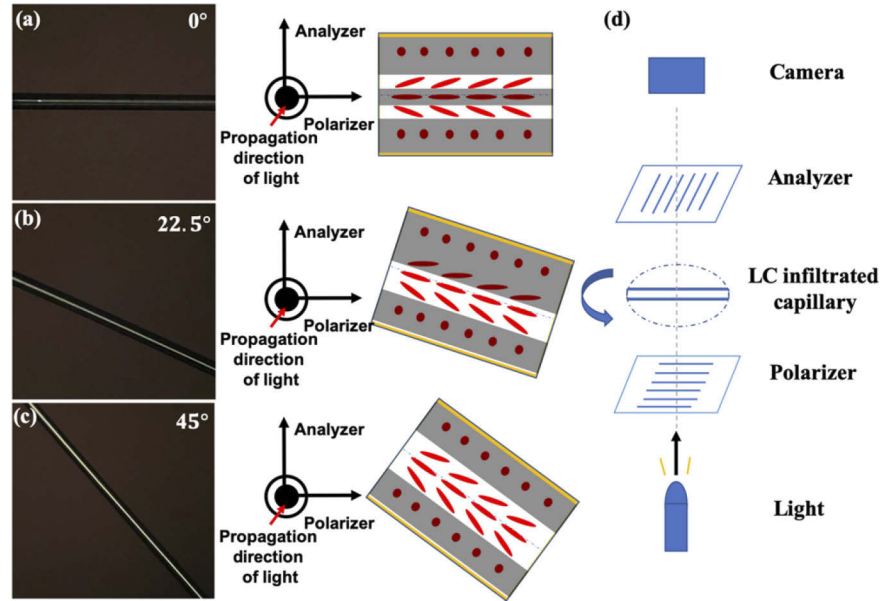 (a)
0°
Analyzer
Polarizer
Propagation
direction
of light
(b)
22.5°
Analyzer
Polarizer
Propagation
direction
of light
(c)
45°
Analyzer
Polarizer
Propagation
direction
of light
(d)
Camera
Analyzer
LC infiltrated
capillary
Polarizer
Light